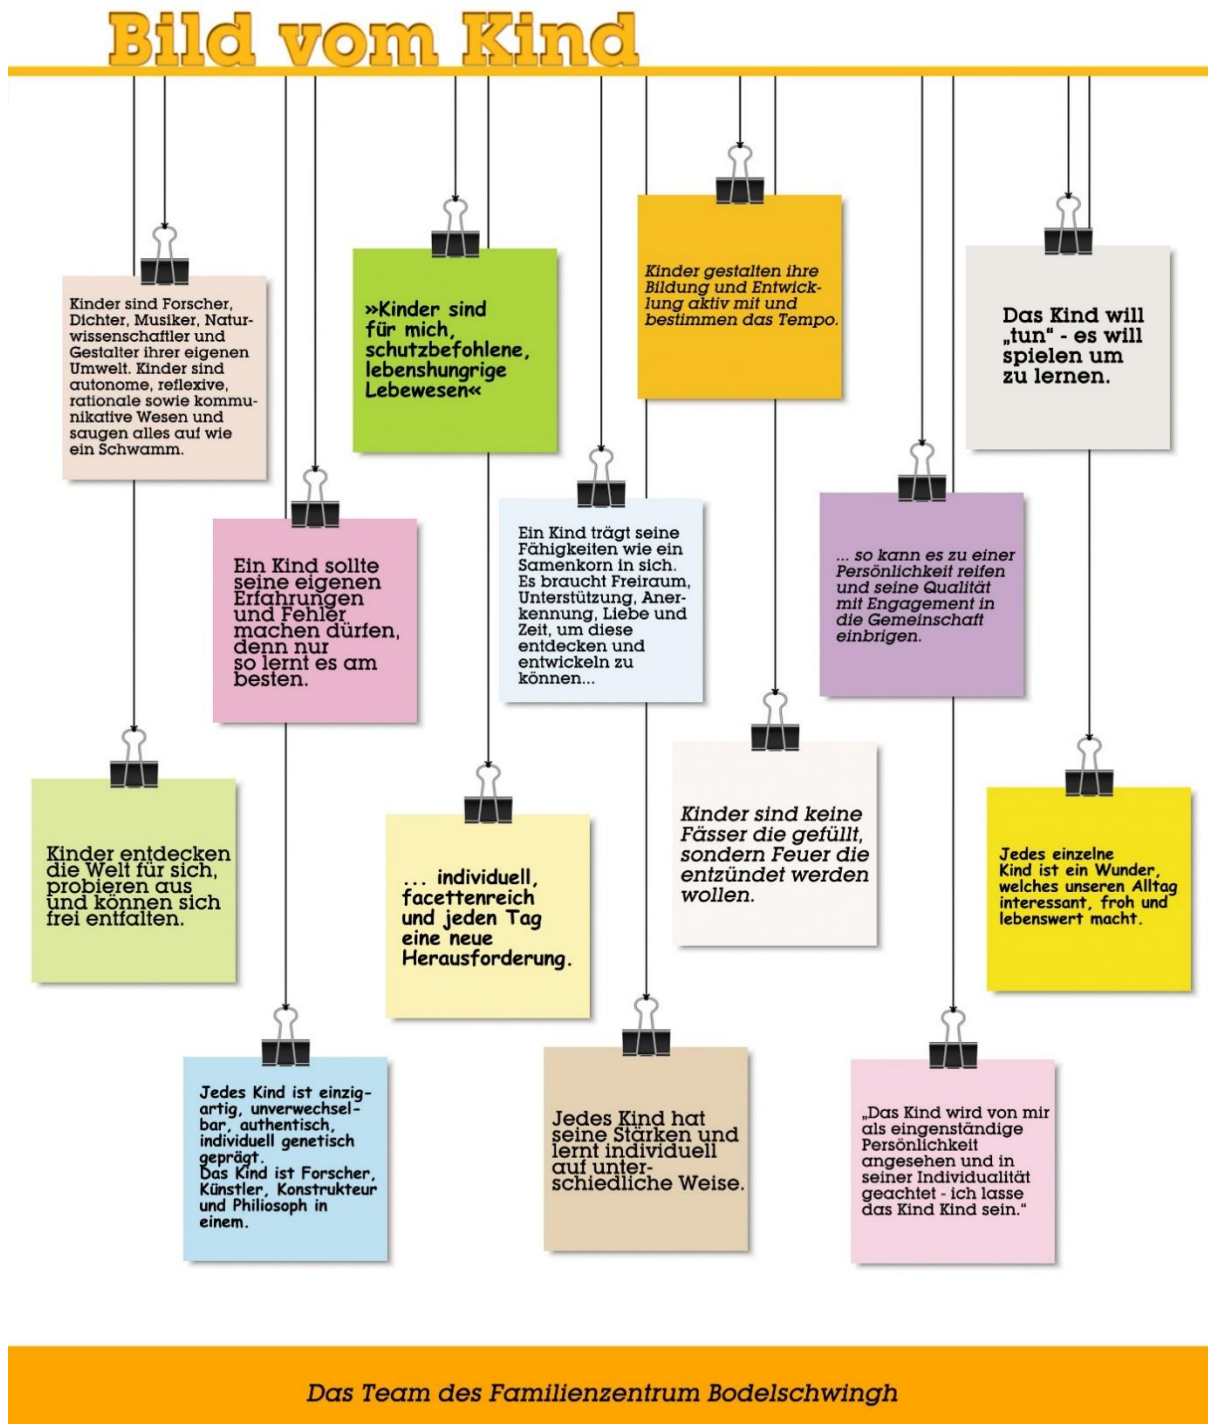 Bild vom Kind
Kinder sind Forscher,
Dichter, Musiker, Natur-
wissenschaftler und
Gestalter ihrer eigenen
Umwelt. Kinder sind
autonome, reflexive,
rationale sowie kommu-
nikative Wesen und
saugen alles auf wie
ein Schwamm.
»Kinder sind
für mich,
schutzbefohlene,
lebenshungrige
Lebewesen«
Kinder gestalten ihre
Bildung und Entwick-
lung aktiv mit und
bestimmen das Tempo.
Das Kind will
„tun“ - es will
spielen um
zu lernen.
Ein Kind sollte
seine eigenen
Erfahrungen
und Fehler
machen dürfen,
denn nur
so lernt es am
besten.
Ein Kind trägt seine
Fähigkeiten wie ein
Samenkorn in sich.
Es braucht Freiraum,
Unterstützung, Aner-
kennung, Liebe und
Zeit, um diese
entdecken und
entwickeln zu
können...
... so kann es zu einer
Persönlichkeit reifen
und seine Qualität
mit Engagement in
die Gemeinschaft
einbrigen.
Kinder entdecken
die Welt für sich,
probieren aus
und können sich
frei entfalten.
... individuell,
facettenreich
und jeden Tag
eine neue
Herausforderung.
Kinder sind keine
Fässer die gefüllt,
sondern Feuer die
entzündet werden
wollen.
Jedes einzelne
Kind ist ein Wunder,
welches unseren Alltag
interessant, froh und
lebenswert macht.
Jedes Kind ist einzig-
artig, unverwechsel-
bar, authentisch,
individuell genetisch
geprägt.
Das Kind ist Forscher,
Künstler, Konstrukteur
und Philiosoph in
einem.
Jedes Kind hat
seine Stärken und
lernt individuell
auf unter-
schiedliche Weise.
„Das Kind wird von mir
als eingenständige
Persönlichkeit
angesehen und in
seiner Individualität
geachtet - ich lasse
das Kind Kind sein.“
Das Team des Familienzentrum Bodelschwingh